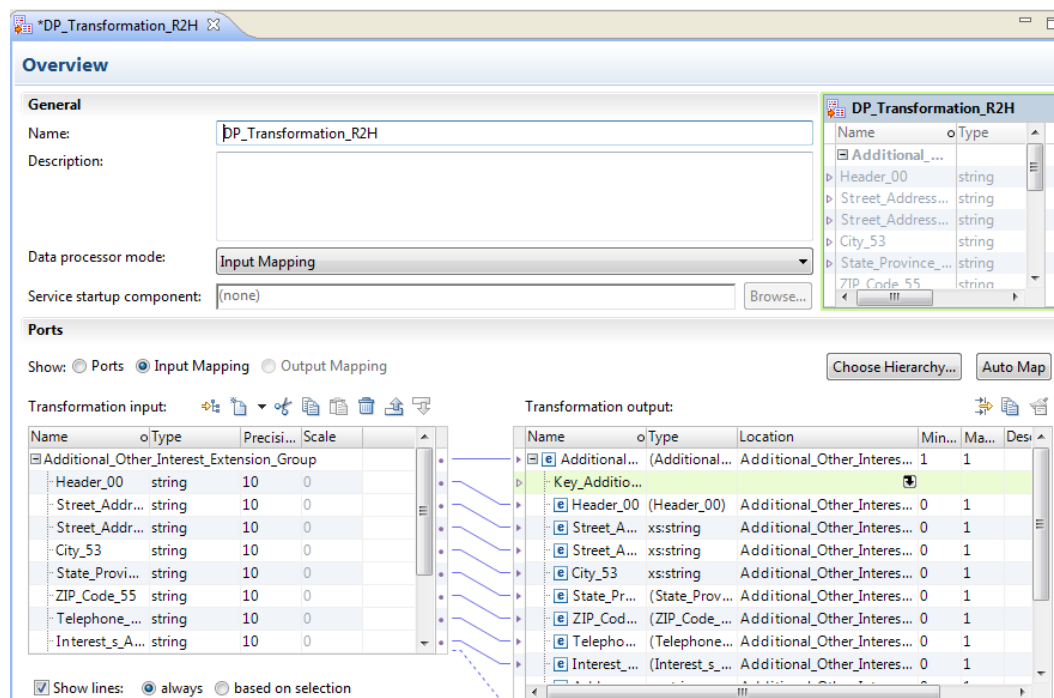 *DP_Transformation_R2H
Overview
General
Name:
DP_Transformation_R2H
Description:
Data processor mode:
Input Mapping
Service startup component:
(none)
Browse...
DP_Transformation_R2H
Name Type
Additional_...
Header_00 string
Street_Address... string
Street_Address... string
City_53 string
State_Province_... string
ZIP_Code_55 string
Ports
Show: Ports Input Mapping Output Mapping
Choose Hierarchy... Auto Map
Transformation input:
Name Type Precisi... Scale
Additional_Other_Interest_Extension_Group
Header_00 string 10 0
Street_Addr... string 10 0
Street_Addr... string 10 0
City_53 string 10 0
State_Provi... string 10 0
ZIP_Code_55 string 10 0
Telephone_... string 10 0
Interest_s_A... string 10 0
Show lines: always based on selection
Transformation output:
Name Type Location Min... Ma... Des
Additional... (Additional... Additional_Other_Interes... 1 1
Key_Additio...
e Header_00 (Header_00) Additional_Other_Interes... 0 1
e Street_A... xs:string Additional_Other_Interes... 0 1
e Street_A... xs:string Additional_Other_Interes... 0 1
e City_53 xs:string Additional_Other_Interes... 0 1
e State_Pr... (State_Prov... Additional_Other_Interes... 0 1
e ZIP_Cod... (ZIP_Code_... Additional_Other_Interes... 0 1
e Telepho... (Telephone... Additional_Other_Interes... 0 1
e Interest_... (Interest_s_... Additional_Other_Interes... 0 1